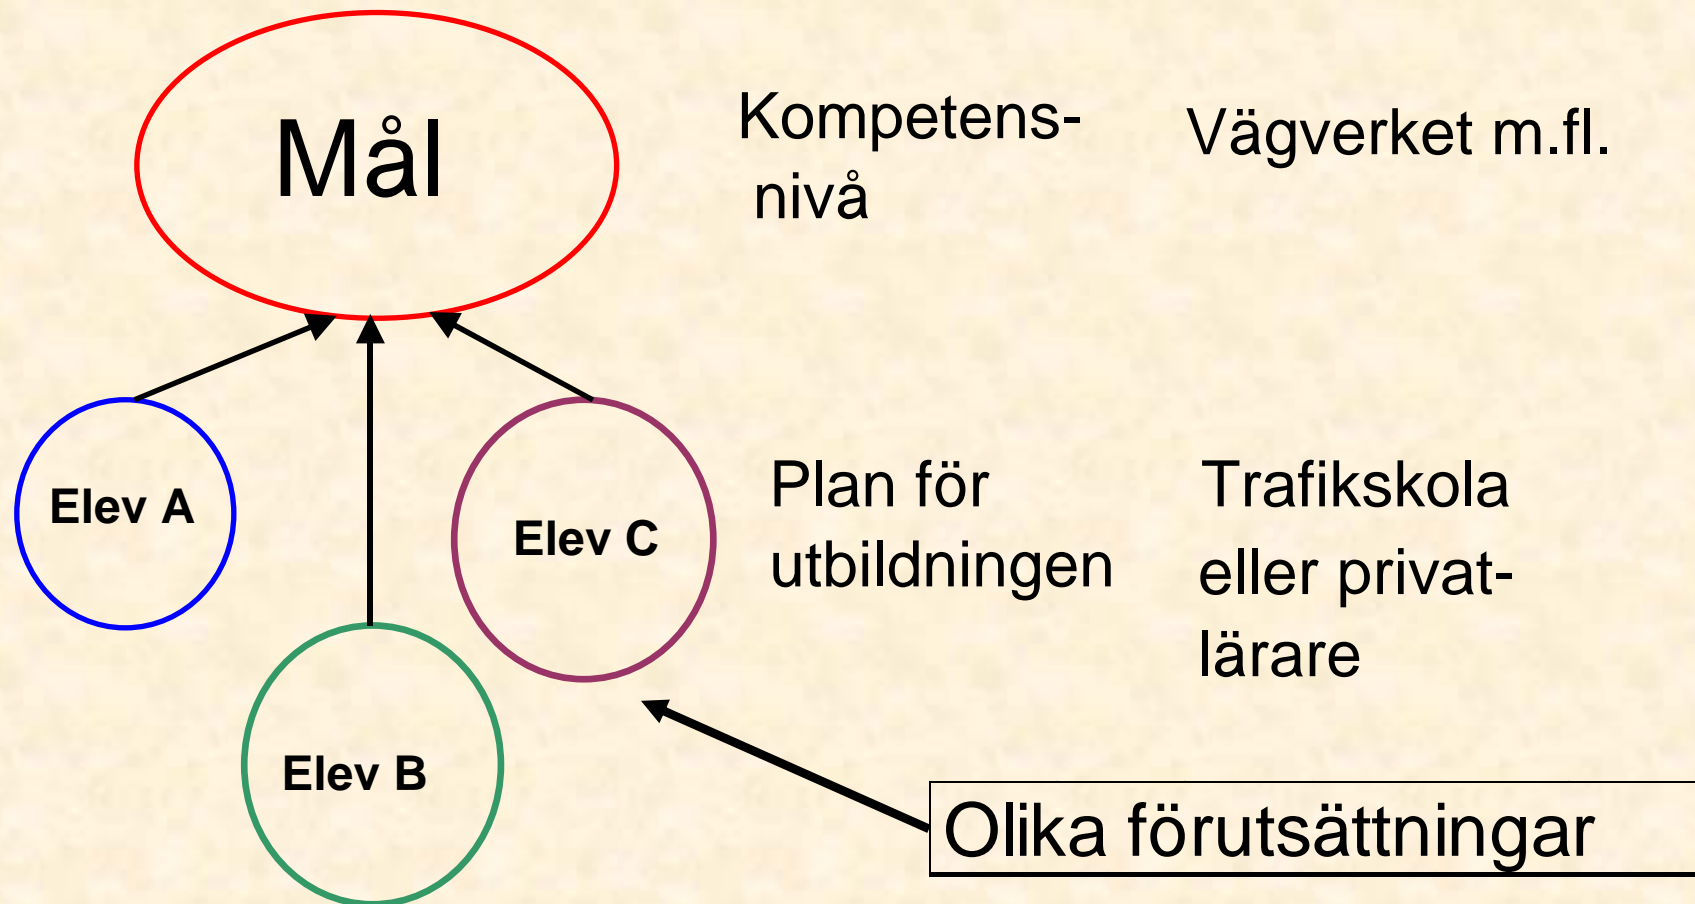 Mål
Kompetens-
nivå
Vägverket m.fl.
Elev A
Elev C
Elev B
Plan för
utbildningen
Trafikskola
eller privat-
lärare
Olika förutsättningar